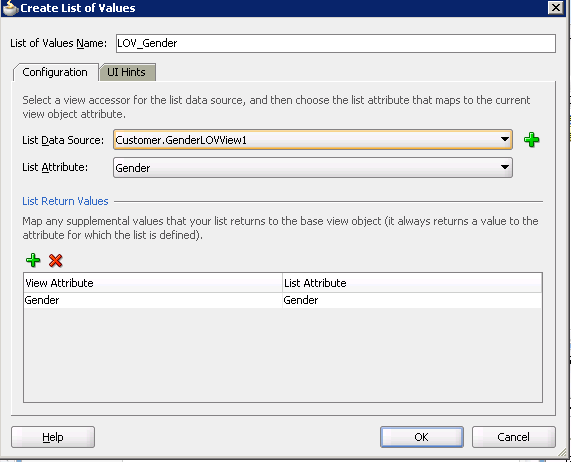 Create List of Values
List of Values Name: LOV_Gender
Configuration UI Hints
Select a view accessor for the list data source, and then choose the list attribute that maps to the current
view object attribute.
List Data Source: Customer.GenderLOVView1
List Attribute: Gender
List Return Values
Map any supplemental values that your list returns to the base view object (it always returns a value to the
attribute for which the list is defined).
View Attribute List Attribute
Gender Gender
Help OK Cancel